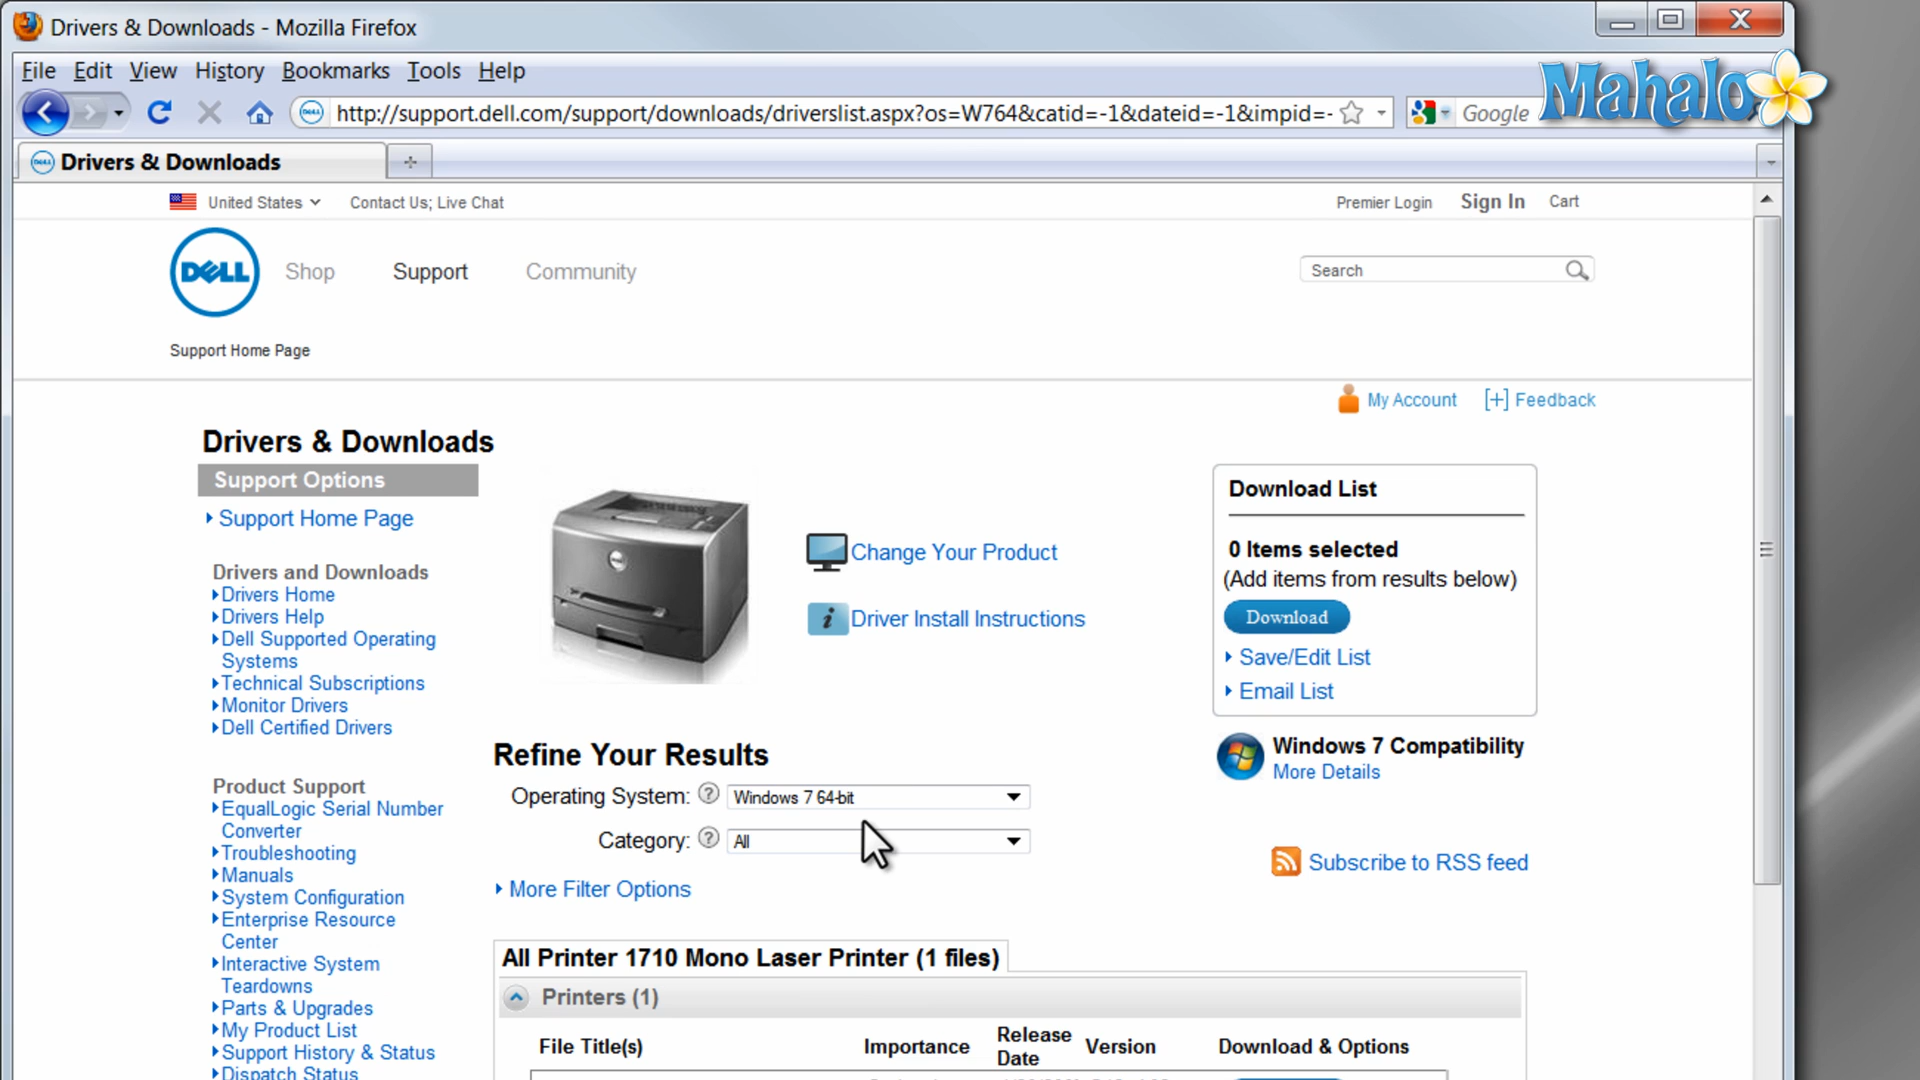 Drivers & Downloads - Mozilla Firefox
File Edit View History Bookmarks Tools Help
http://support.dell.com/support/downloads/driverslist.aspx?os=W764&catid=-1&dateid=-1&impid=-
Google
Mahalo
Drivers & Downloads
United States
Contact Us; Live Chat
Premier Login
Sign In
Cart
DELL
Shop
Support
Community
Search
Support Home Page
My Account
[+] Feedback
Drivers & Downloads
Support Options
Support Home Page
Drivers and Downloads
Drivers Home
Drivers Help
Dell Supported Operating
Systems
Technical Subscriptions
Monitor Drivers
Dell Certified Drivers
Product Support
EqualLogic Serial Number
Converter
Troubleshooting
Manuals
System Configuration
Enterprise Resource
Center
Interactive System
Teardowns
Parts & Upgrades
My Product List
Support History & Status
Dispatch Status
Change Your Product
Driver Install Instructions
Download List
0 Items selected
(Add items from results below)
Download
Save/Edit List
Email List
Windows 7 Compatibility
More Details
Subscribe to RSS feed
Refine Your Results
Operating System: ? Windows 7 64-bit
Category: ? All
More Filter Options
All Printer 1710 Mono Laser Printer (1 files)
Printers (1)
File Title(s)
Importance
Release
Date
Version
Download & Options